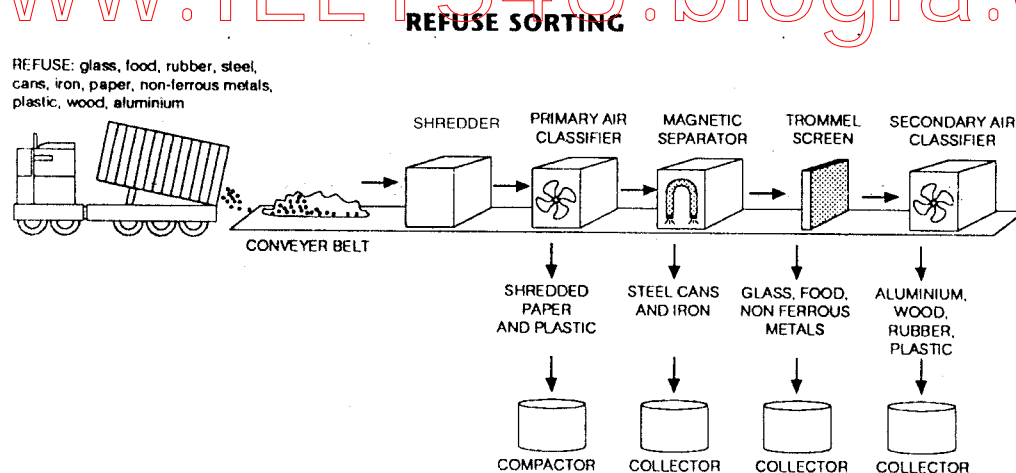 REFUSE SORTING
REFUSE: glass, food, rubber, steel,
cans, iron, paper, non-ferrous metals,
plastic, wood, aluminium
SHREDDER
PRIMARY AIR
CLASSIFIER
MAGNETIC
SEPARATOR
TROMMEL
SCREEN
SECONDARY AIR
CLASSIFIER
CONVEYER BELT
SHREDDED
PAPER
AND PLASTIC
STEEL CANS
AND IRON
GLASS, FOOD,
NON FERROUS
METALS
ALUMINIUM,
WOOD,
RUBBER,
PLASTIC
COMPACTOR
COLLECTOR
COLLECTOR
COLLECTOR